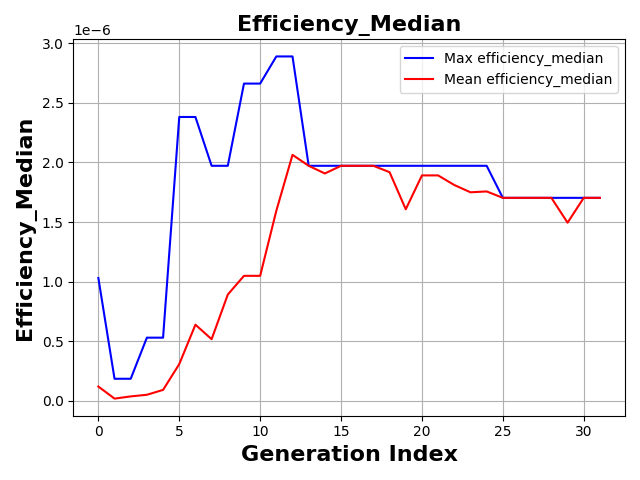 Efficiency_Median
1e−6
Max efficiency_median
Mean efficiency_median
3.0
2.5
2.0
1.5
1.0
0.5
0.0
Efficiency_Median
0 5 10 15 20 25 30
Generation Index